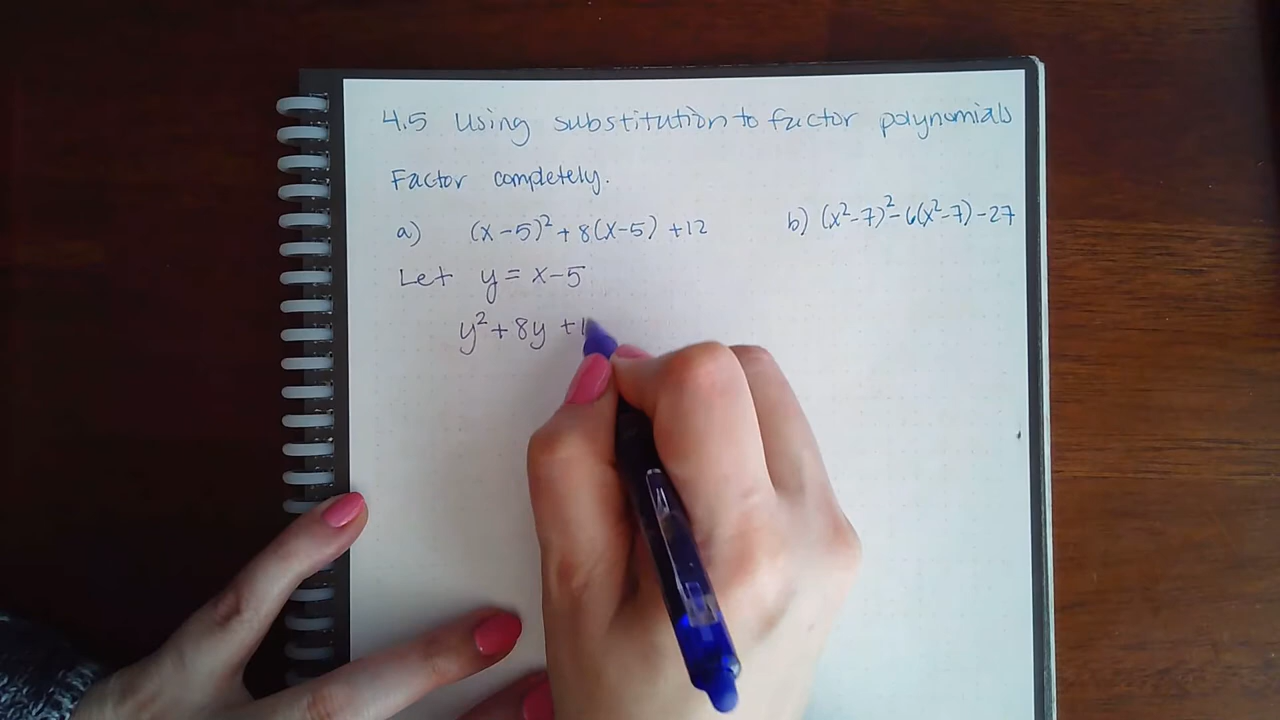 4.5 Using substitution to factor polynomials
Factor completely.
a) (x-5)²+8(x-5)+12
b) (x²-7)²-6(x²-7)-27
Let y = x-5
y²+8y+1